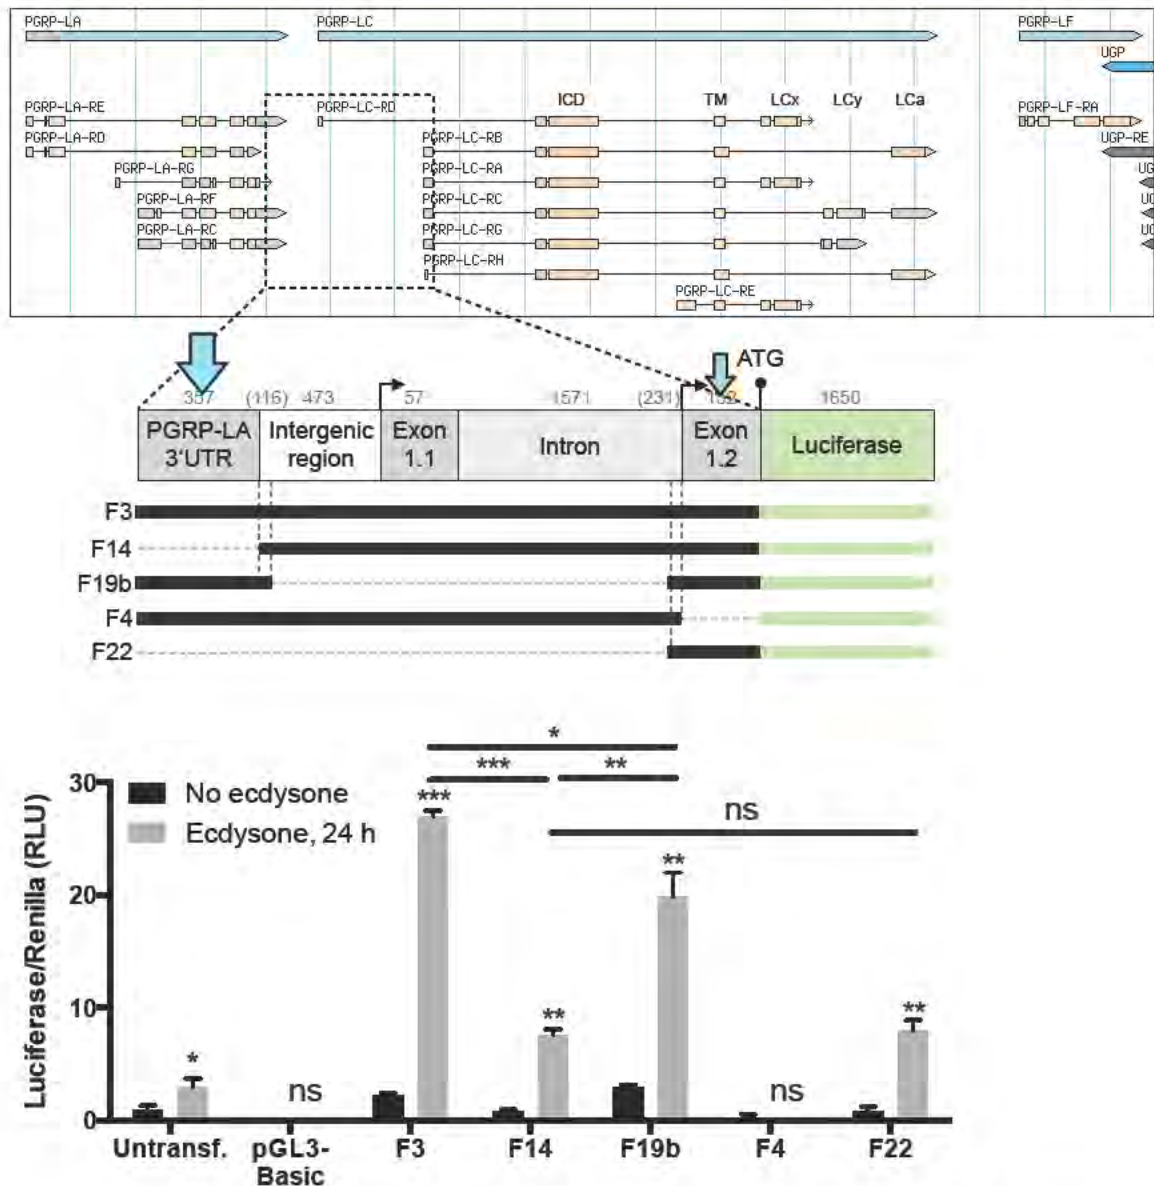 PGRP-LA PGRP-LC PGRP-LF
UGP
PGRP-LA-RE PGRP-LC-RD ICD TM LCx LCy LCa PGRP-LF-RA
PGRP-LA-RD PGRP-LC-RB UGP-RE
PGRP-LA-RG PGRP-LC-RA UG
PGRP-LA-RF PGRP-LC-RC UG
PGRP-LA-RC PGRP-LC-RG UG
PGRP-LC-RH
PGRP-LC-RE
ATG
(116) 473 57 1571 (231) 1650
PGRP-LA 3'UTR
Intergenic region
Exon 1.1
Intron
Exon 1.2
Luciferase
F3
F14
F19b
F4
F22
*
*** **
30 No ecdysone ***
Ecdysone, 24 h ns
**
20
10 ** **
* ns ns
0
Luciferase/Renilla (RLU)
Untransf. pGL3-Basic F3 F14 F19b F4 F22